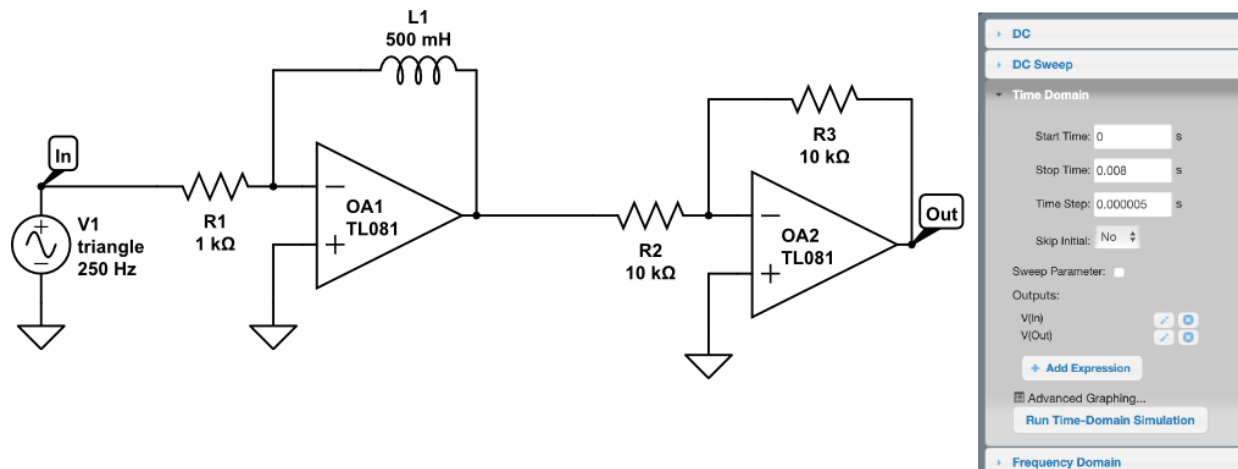 L1
500 mH
In
R1
1 kΩ
V1
triangle
250 Hz
OA1
TL081
R2
10 kΩ
R3
10 kΩ
OA2
TL081
Out
DC
DC Sweep
Time Domain
Start Time: 0 s
Stop Time: 0.008 s
Time Step: 0.000005 s
Skip Initial: No
Sweep Parameter:
Outputs:
V(In)
V(Out)
+ Add Expression
Advanced Graphing...
Run Time-Domain Simulation
Frequency Domain